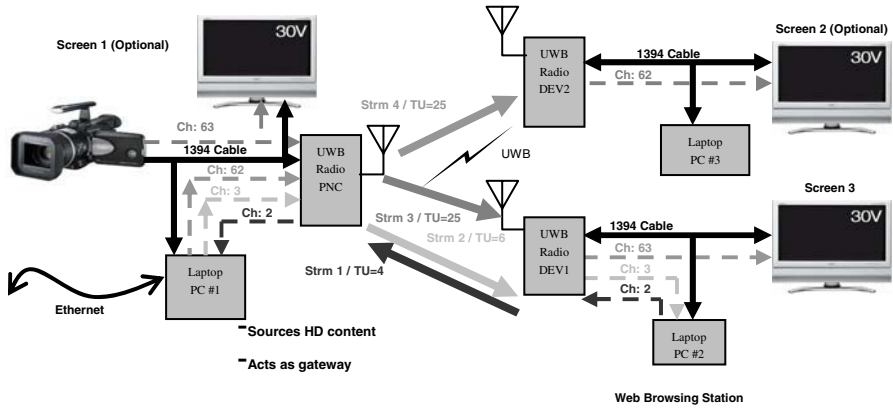 Screen 1 (Optional)
30V
Ch: 63
1394 Cable
Ch: 62
Ch: 3
Ch: 2
UWB
Radio
PNC
Laptop
PC #1
Ethernet
-Sources HD content
-Acts as gateway
Strm 4 / TU=25
UWB
Strm 3 / TU=25
Strm 2 / TU=6
Strm 1 / TU=4
UWB
Radio
DEV2
1394 Cable
Ch: 62
Laptop
PC #3
Screen 2 (Optional)
30V
UWB
Radio
DEV1
1394 Cable
Ch: 63
Ch: 3
Ch: 2
Laptop
PC #2
Screen 3
30V
Web Browsing Station